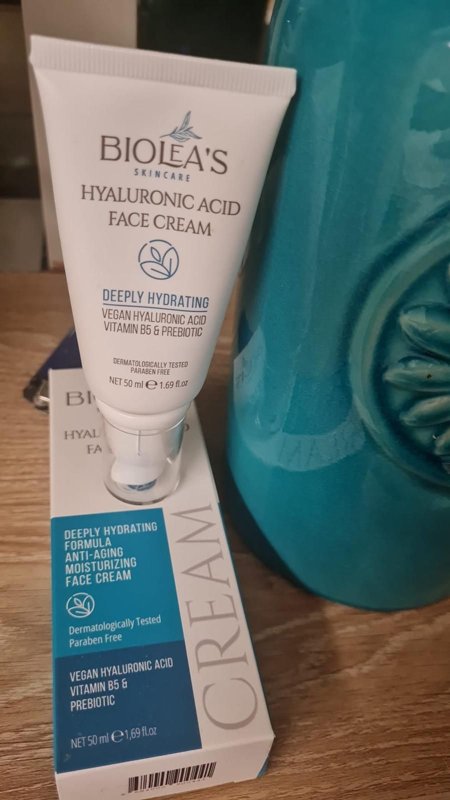 BIOLEA'S
SKINCARE
HYALURONIC ACID
FACE CREAM
DEEPLY HYDRATING
VEGAN HYALURONIC ACID
VITAMIN B5 & PREBIOTIC
DERMATOLOGICALLY TESTED
PARABEN FREE
NET 50 ml ℮ 1.69 fl.oz
DEEPLY HYDRATING
FORMULA
ANTI-AGING
MOISTURIZING
FACE CREAM
Dermatologically Tested
Paraben Free
VEGAN HYALURONIC ACID
VITAMIN B5 &
PREBIOTIC
NET 50 ml ℮ 1,69 fl.oz
CREAM